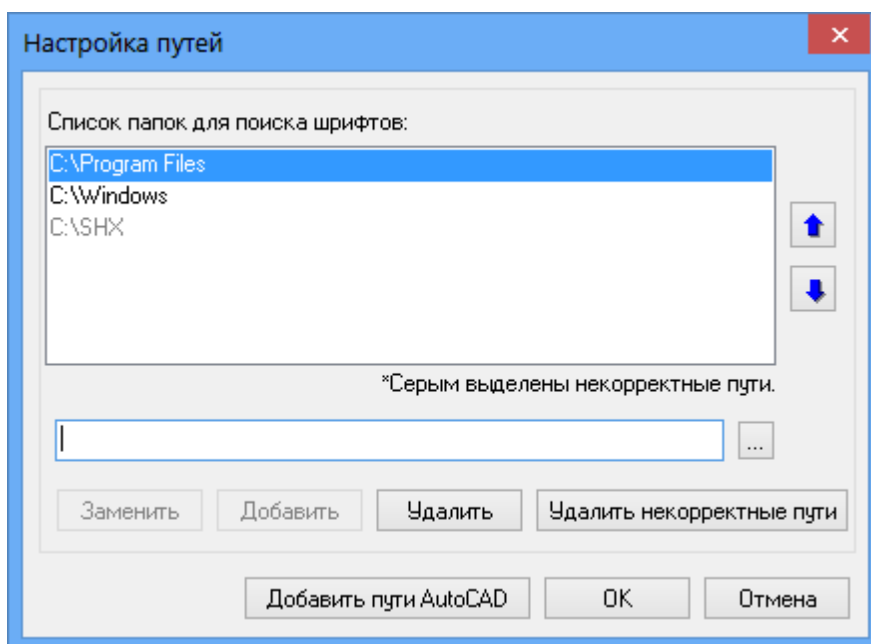 Настройка путей
Список папок для поиска шрифтов:
C:\Program Files
C:\Windows
C:\SHX
*Серым выделены некорректные пути.
...
Заменить Добавить Удалить Удалить некорректные пути
Добавить пути AutoCAD OK Отмена